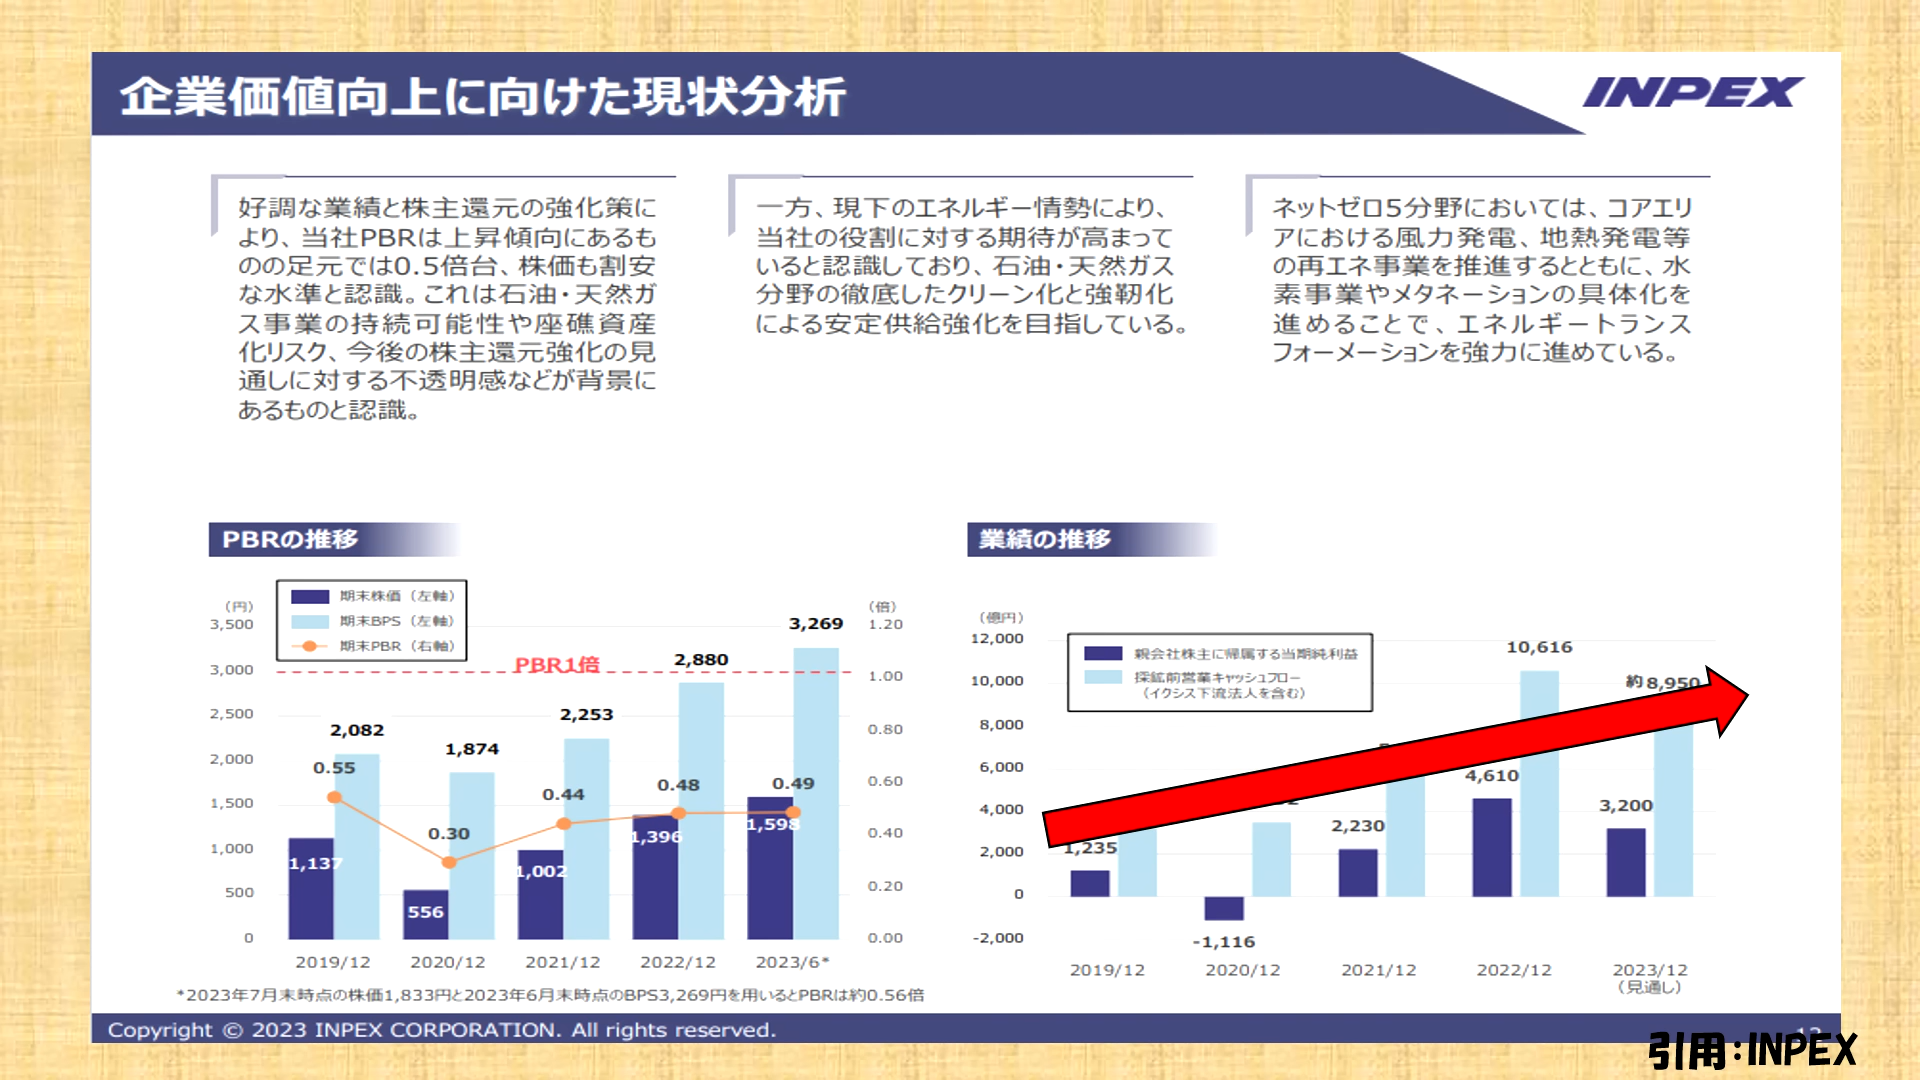 企業価値向上に向けた現状分析
INPEX
好調な業績と株主還元の強化策に
より、当社PBRは上昇傾向にあるも
のの足元では0.5倍台、株価も割安
な水準と認識。これは石油・天然ガ
ス事業の持続可能性や座礁資産
化リスク、今後の株主還元強化の見
通しに対する不透明感などが背景に
あるものと認識。
一方、現下のエネルギー情勢により、
当社の役割に対する期待が高まって
いると認識しており、石油・天然ガス
分野の徹底したクリーン化と強靭化
による安定供給強化を目指している。
ネットゼロ5分野においては、コアエリ
アにおける風力発電、地熱発電等
の再エネ事業を推進するとともに、水
素事業やメタネーションの具体化を
進めることで、エネルギートランス
フォーメーションを強力に進めている。
PBRの推移
(円)
3,500
3,000
2,500
2,000
1,500
1,000
500
0
期末株価（左軸）
期末BPS（左軸）
期末PBR（右軸）
PBR1倍
(倍)
1.20
1.00
0.80
0.60
0.40
0.20
0.00
2,082
1,874
2,253
2,880
3,269
0.55
0.30
0.44
0.48
0.49
1,137
556
1,002
1,396
1,598
2019/12
2020/12
2021/12
2022/12
2023/6*
*2023年7月末時点の株価1,833円と2023年6月末時点のBPS3,269円を用いるとPBRは約0.56倍
業績の推移
(億円)
12,000
10,000
8,000
6,000
4,000
2,000
0
-2,000
親会社株主に帰属する当期純利益
探鉱前営業キャッシュフロー
（イクシス下流法人を含む）
10,616
約8,950
1,235
-1,116
2,230
4,610
3,200
2019/12
2020/12
2021/12
2022/12
2023/12
（見通し）
Copyright © 2023 INPEX CORPORATION. All rights reserved.
引用:INPEX